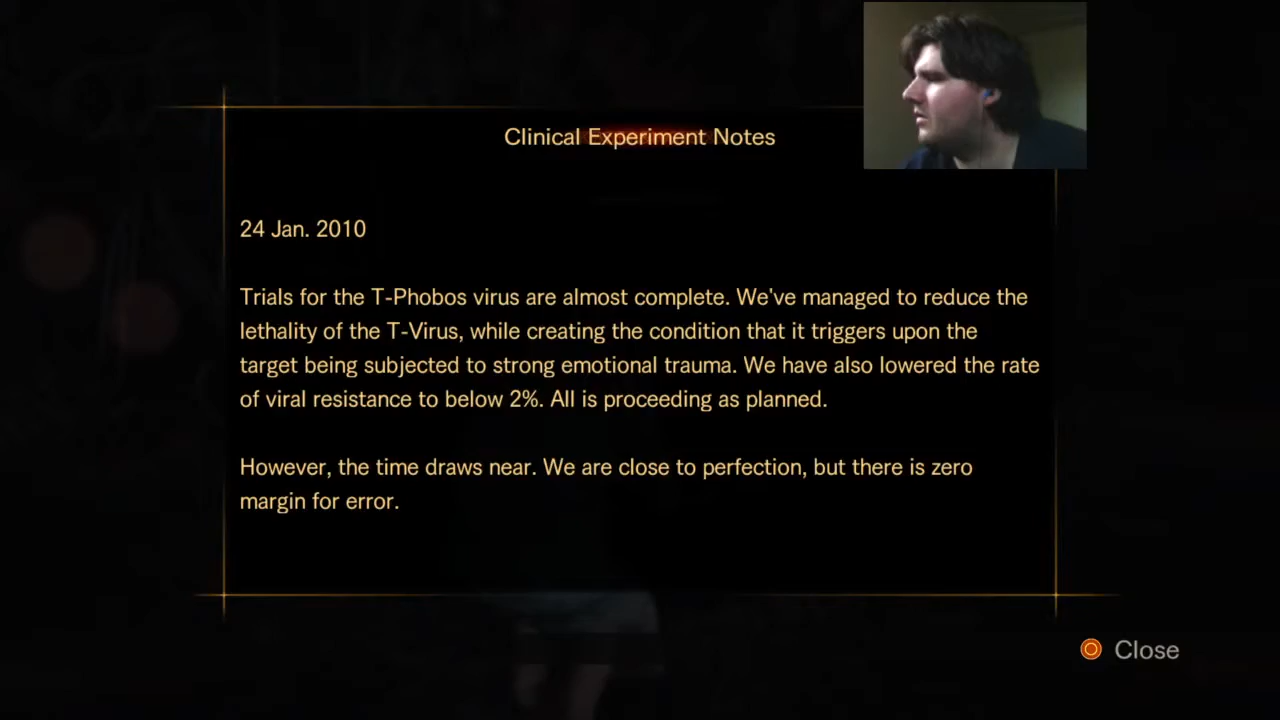 Clinical Experiment Notes
24 Jan. 2010
Trials for the T-Phobos virus are almost complete. We've managed to reduce the
lethality of the T-Virus, while creating the condition that it triggers upon the
target being subjected to strong emotional trauma. We have also lowered the rate
of viral resistance to below 2%. All is proceeding as planned.
However, the time draws near. We are close to perfection, but there is zero
margin for error.
Close